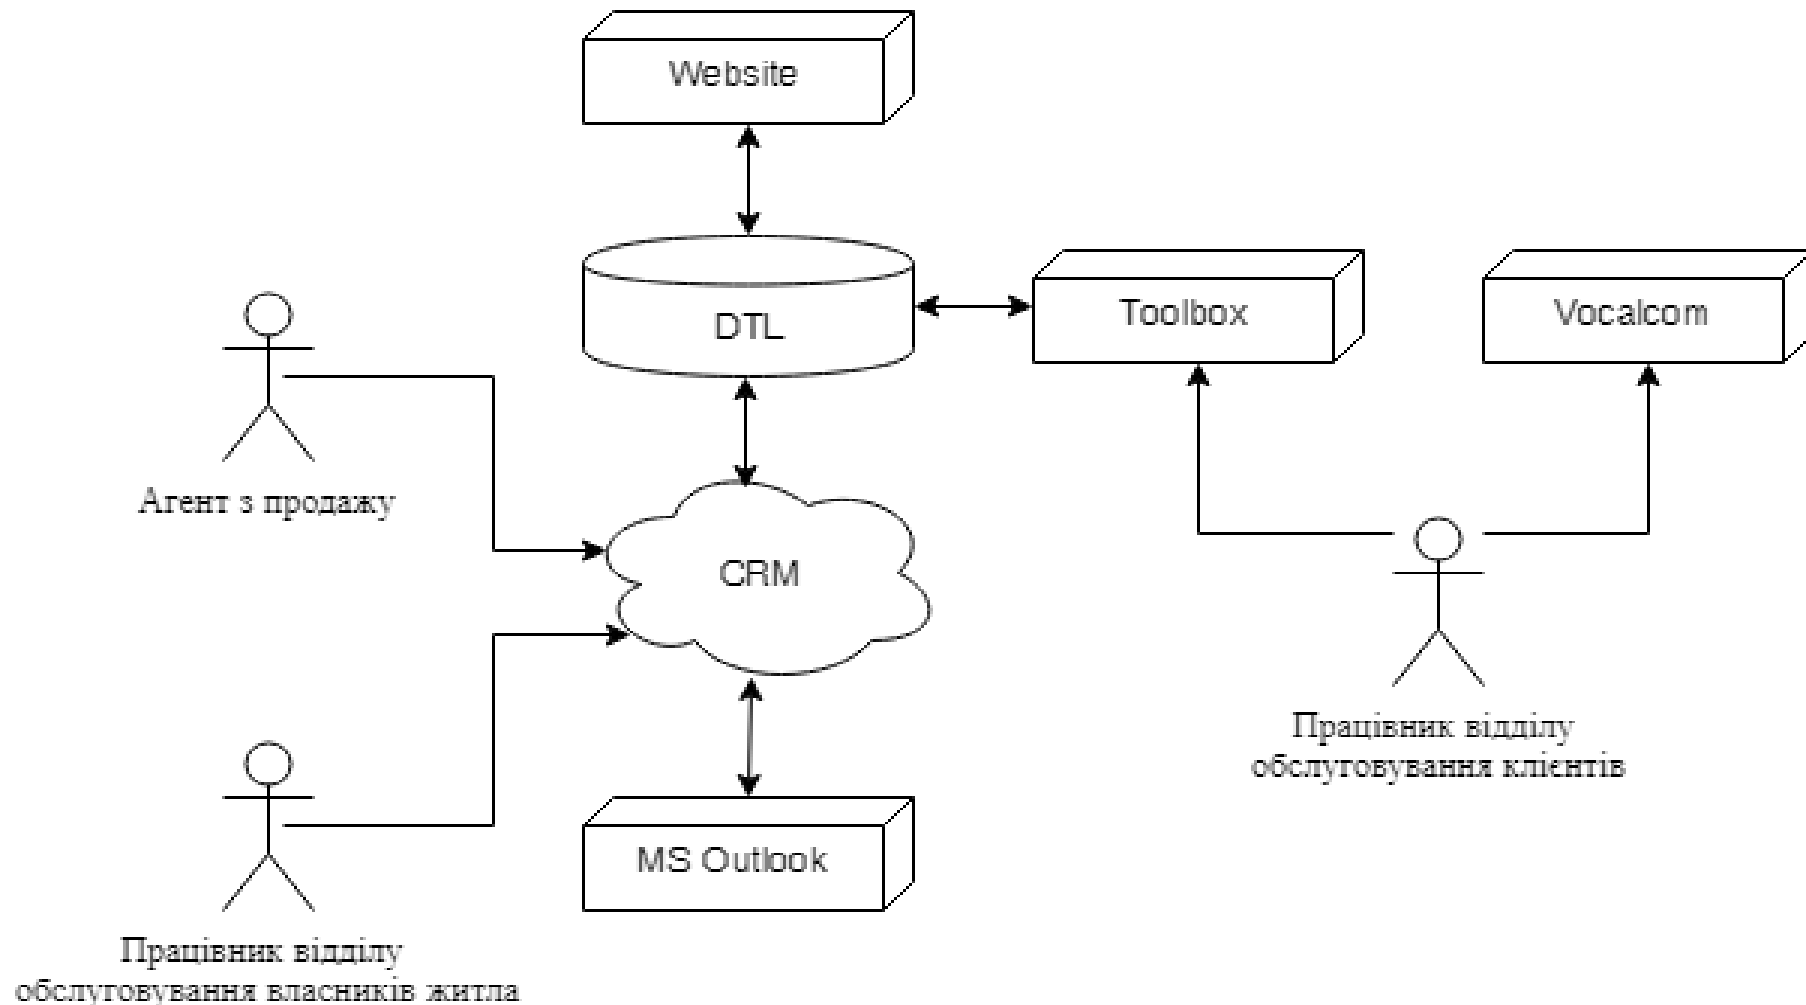 Website
DTL
Toolbox
Vocalcom
Агент з продажу
CRM
Працівник відділу
обслуговування клієнтів
MS Outlook
Працівник відділу
обслуговування власників житла